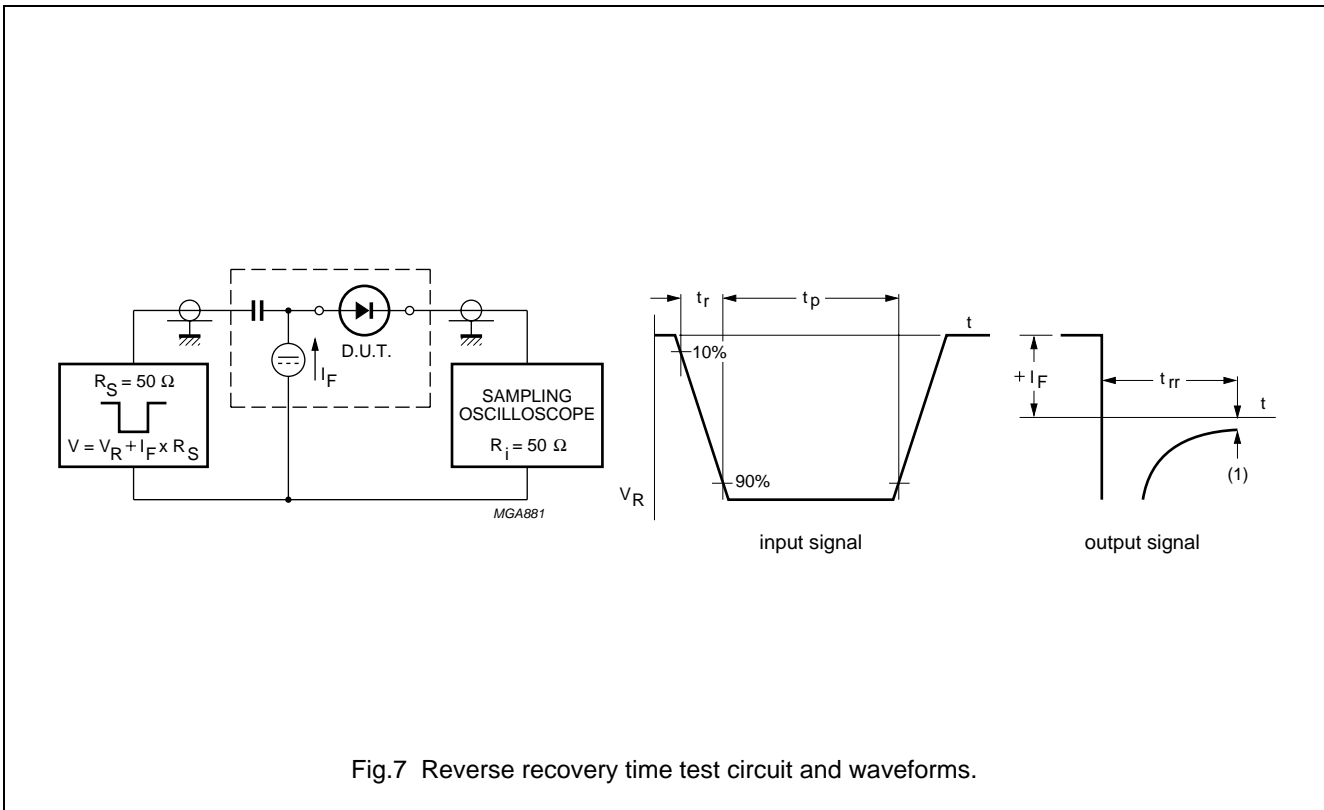 R_S = 50 Ω
V = V_R + I_F x R_S
I_F
D.U.T.
SAMPLING
OSCILLOSCOPE
R_i = 50 Ω
MGA881
t_r
t_p
t
10%
90%
V_R
input signal
+ I_F
t_rr
t
(1)
output signal
Fig.7 Reverse recovery time test circuit and waveforms.